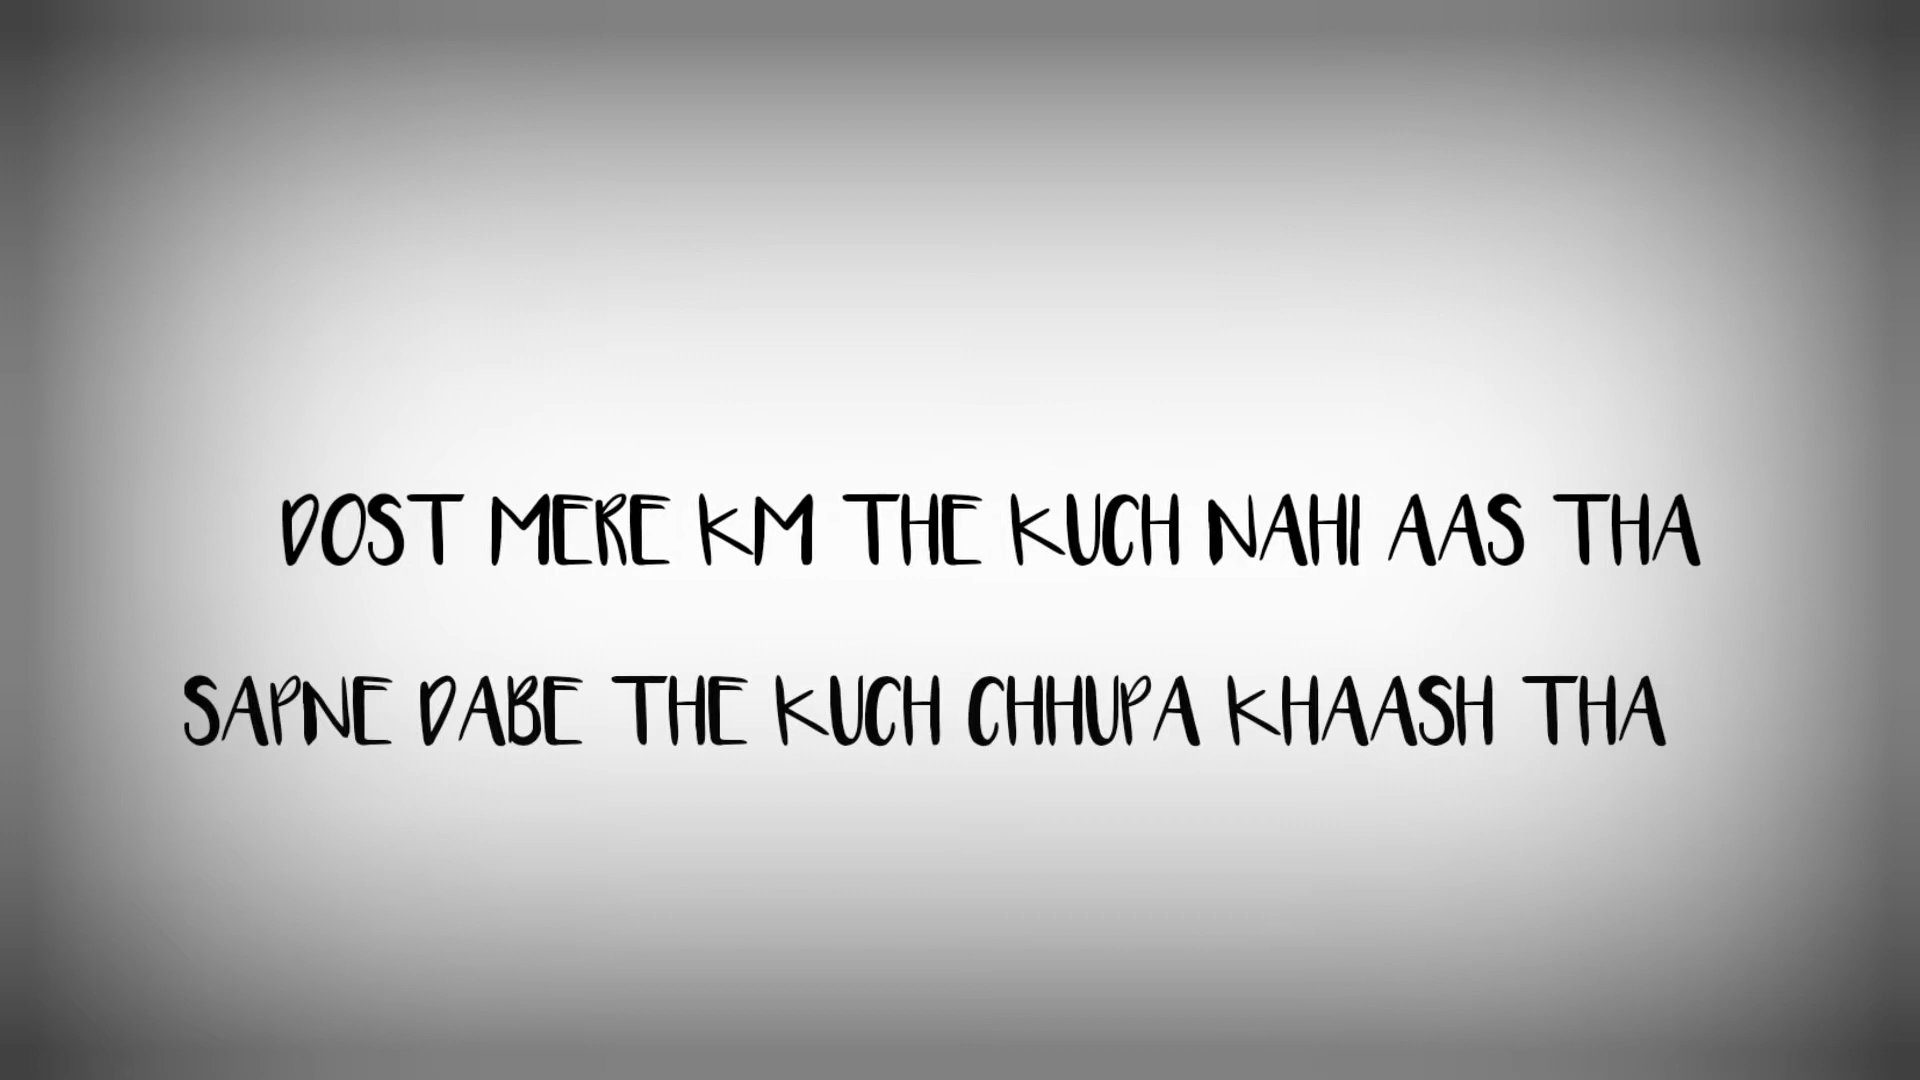 DOST MERE KM THE KUCH NAHI AAS THA
SAPNE DABE THE KUCH CHHUPA KHAASH THA